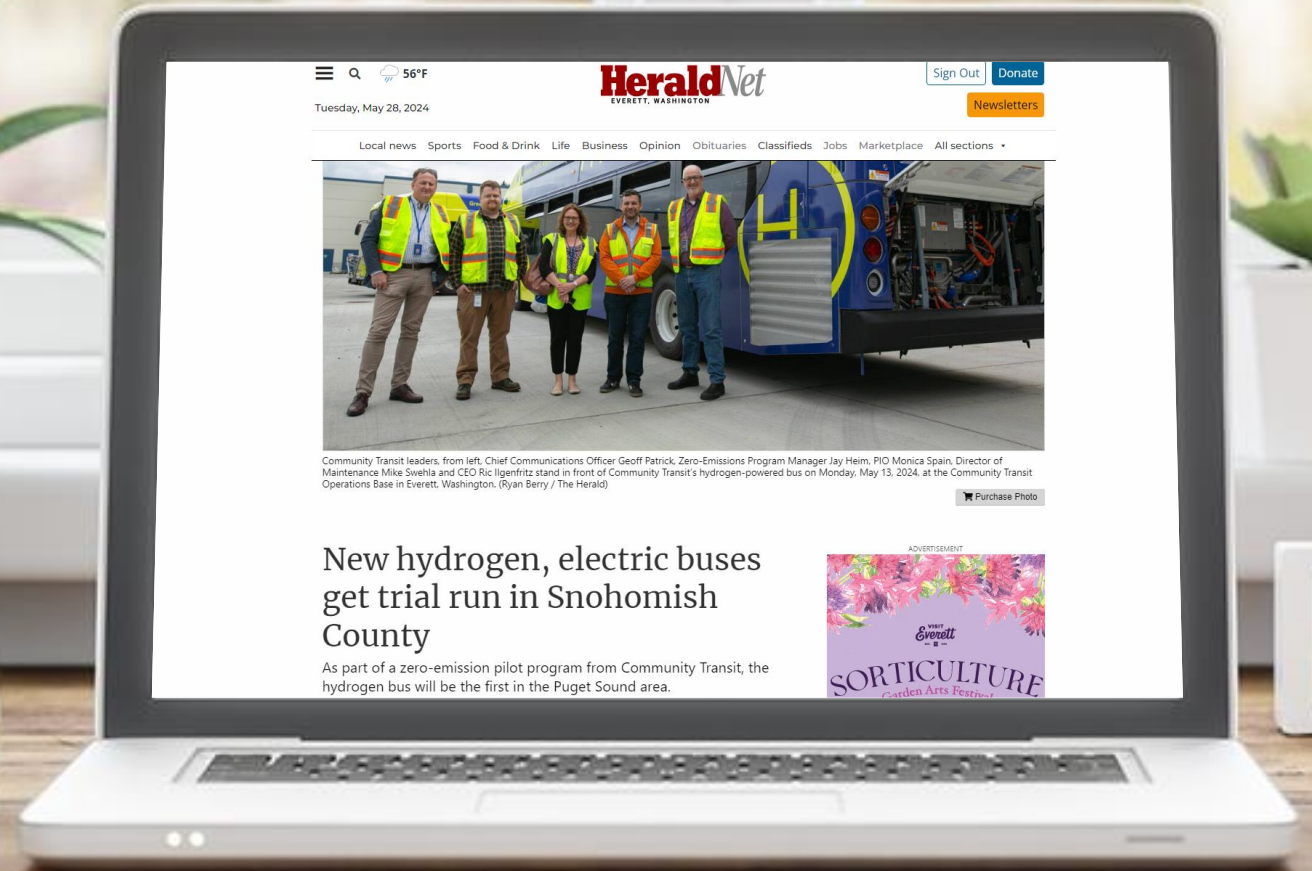 56°F
HeraldNet
EVERETT, WASHINGTON
Sign Out Donate
Tuesday, May 28, 2024
Newsletters
Local news Sports Food & Drink Life Business Opinion Obituaries Classifieds Jobs Marketplace All sections
H
Community Transit leaders, from left, Chief Communications Officer Geoff Patrick, Zero-Emissions Program Manager Jay Heim, PIO Monica Spain, Director of
Maintenance Mike Swehla and CEO Ric Ilgenfritz stand in front of Community Transit's hydrogen-powered bus on Monday, May 13, 2024, at the Community Transit
Operations Base in Everett, Washington. (Ryan Berry / The Herald)
Purchase Photo
New hydrogen, electric buses
get trial run in Snohomish
County
As part of a zero-emission pilot program from Community Transit, the
hydrogen bus will be the first in the Puget Sound area.
ADVERTISEMENT
VISIT
Everett
SORTICULTURE
Garden Arts Festival